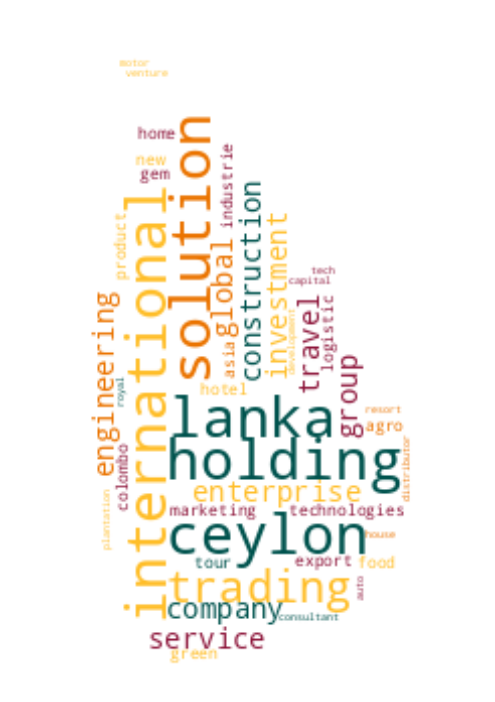 motor
venture
home
new
gem
solution
industrie
international
product
construction
global
investment
tech
capital
travel
logistic
development
asia
engineering
royal
hotel
group
lanka
resort
agro
holding
distributor
colombo
enterprise
plantation
marketing
technologies
ceylon
house
tour
export
food
trading
auto
company
consultant
service
green